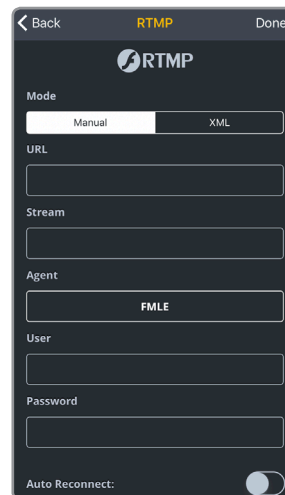 Back RTMP Done
RTMP
Mode
Manual XML
URL
Stream
Agent
FMLE
User
Password
Auto Reconnect: